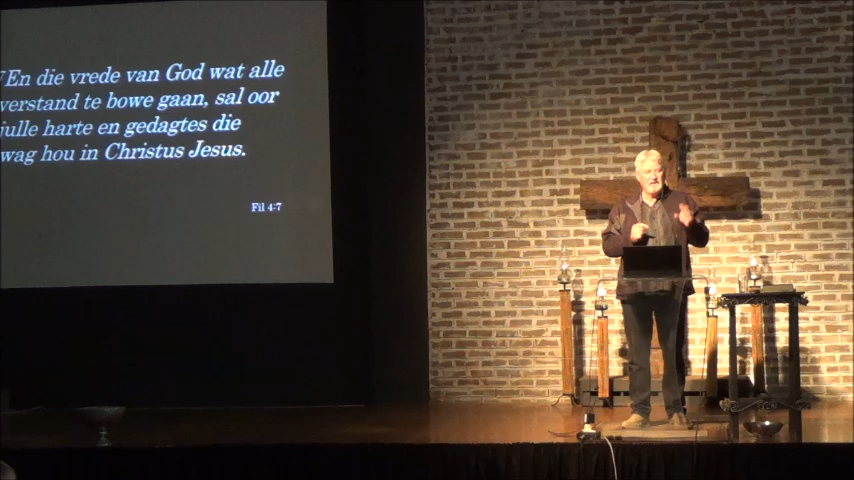 En die vrede van God wat alle
verstand te bowe gaan, sal oor
julle harte en gedagtes die
wag hou in Christus Jesus.
Fil 4:7